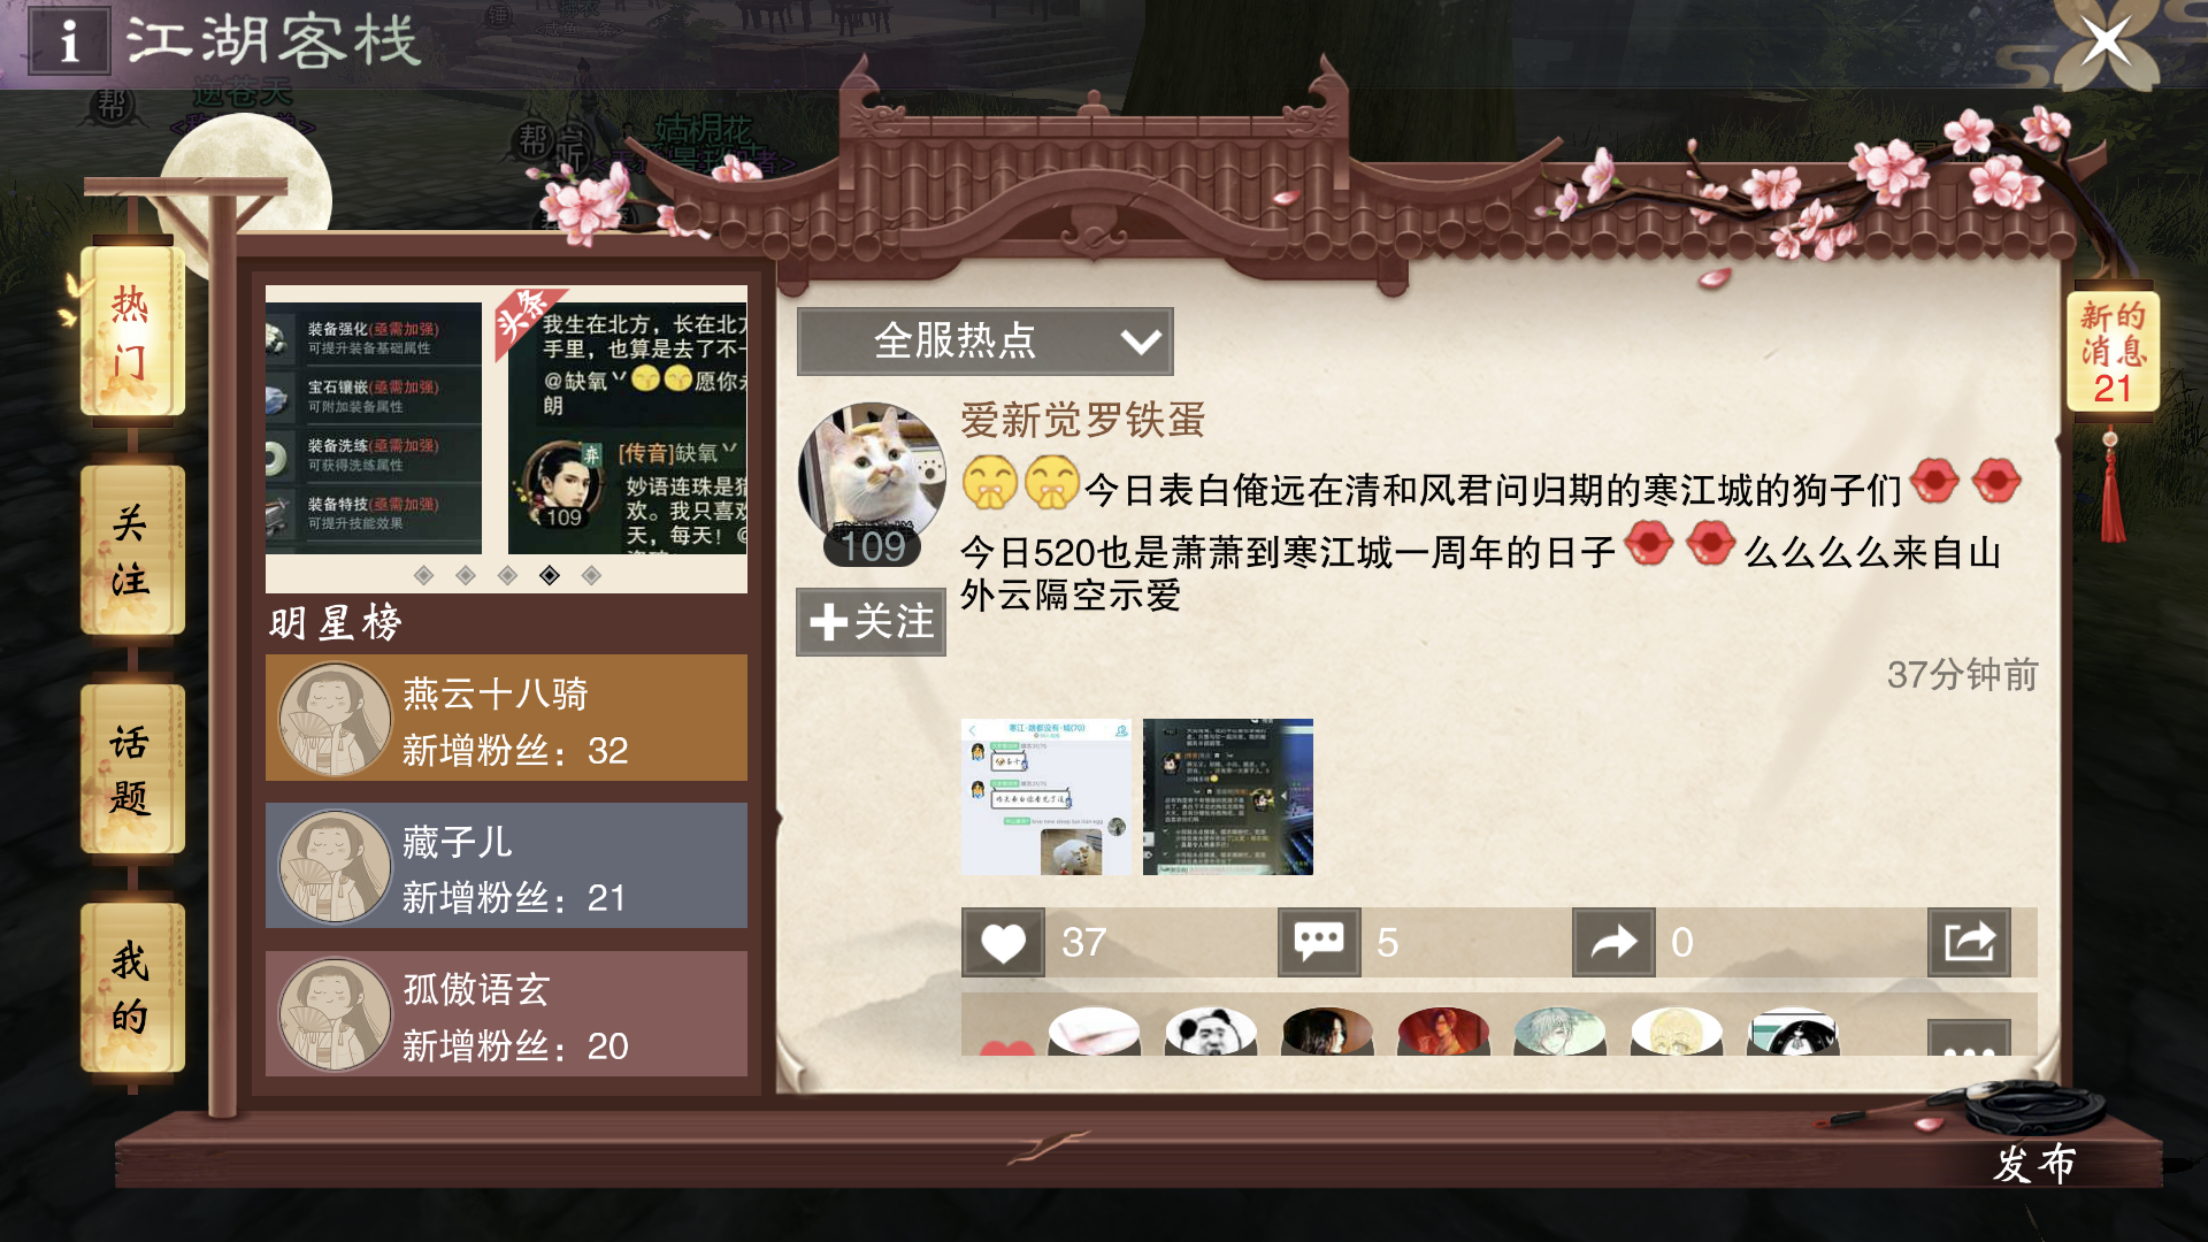 江湖客栈
逆苍天
帮
帮
热门
关注
话题
我的
头条
装备强化(亟需加强)
可提升装备基础属性
宝石镶嵌(亟需加强)
可附加装备属性
装备洗练(亟需加强)
可获得洗练属性
装备特技(亟需加强)
可提升技能效果
我生在北方，长在北方
手里，也算是去了不一
@缺氧丫
愿你
朗
弈
[传音]缺氧丫
妙语连珠是
欢。我只喜欢
天，每天！
109
明星榜
燕云十八骑
新增粉丝：32
藏子儿
新增粉丝：21
孤傲语玄
新增粉丝：20
全服热点
爱新觉罗铁蛋
今日表白俺远在清和风君问归期的寒江城的狗子们
今日520也是萧萧到寒江城一周年的日子么么么么来自山
外云隔空示爱
109
关注
37分钟前
37
5
0
新的
消息
21
发布